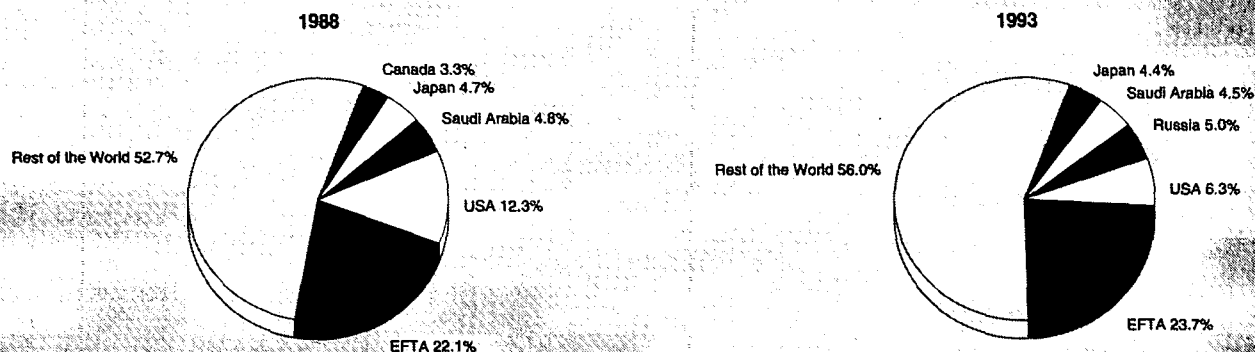 1988
Canada 3.3%
Japan 4.7%
Saudi Arabia 4.8%
Rest of the World 52.7%
USA 12.3%
EFTA 22.1%
1993
Japan 4.4%
Saudi Arabia 4.5%
Russia 5.0%
Rest of the World 56.0%
USA 6.3%
EFTA 23.7%